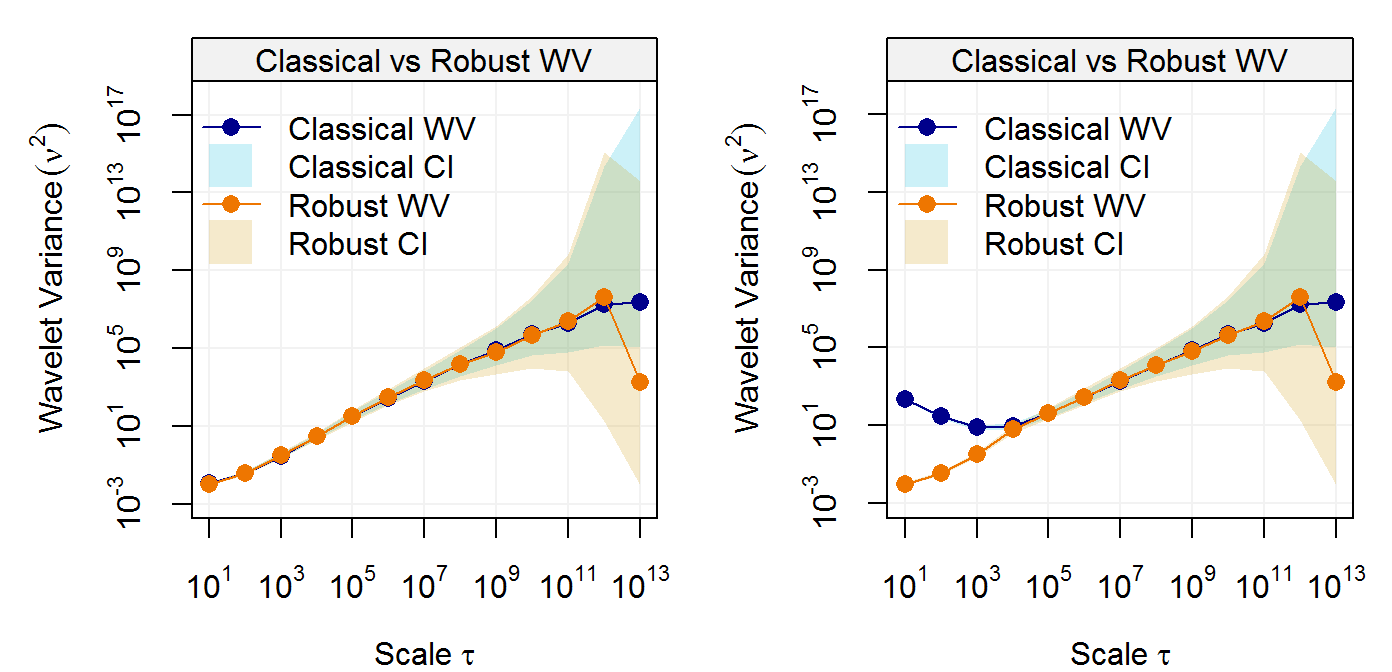 Classical vs Robust WV
Wavelet Variance(ν²)
10¹⁷
10¹³
10⁹
10⁵
10¹
10⁻³
Classical WV
Classical CI
Robust WV
Robust CI
10¹ 10³ 10⁵ 10⁷ 10⁹ 10¹¹ 10¹³
Scale τ
Classical vs Robust WV
Wavelet Variance(ν²)
10¹⁷
10¹³
10⁹
10⁵
10¹
10⁻³
Classical WV
Classical CI
Robust WV
Robust CI
10¹ 10³ 10⁵ 10⁷ 10⁹ 10¹¹ 10¹³
Scale τ